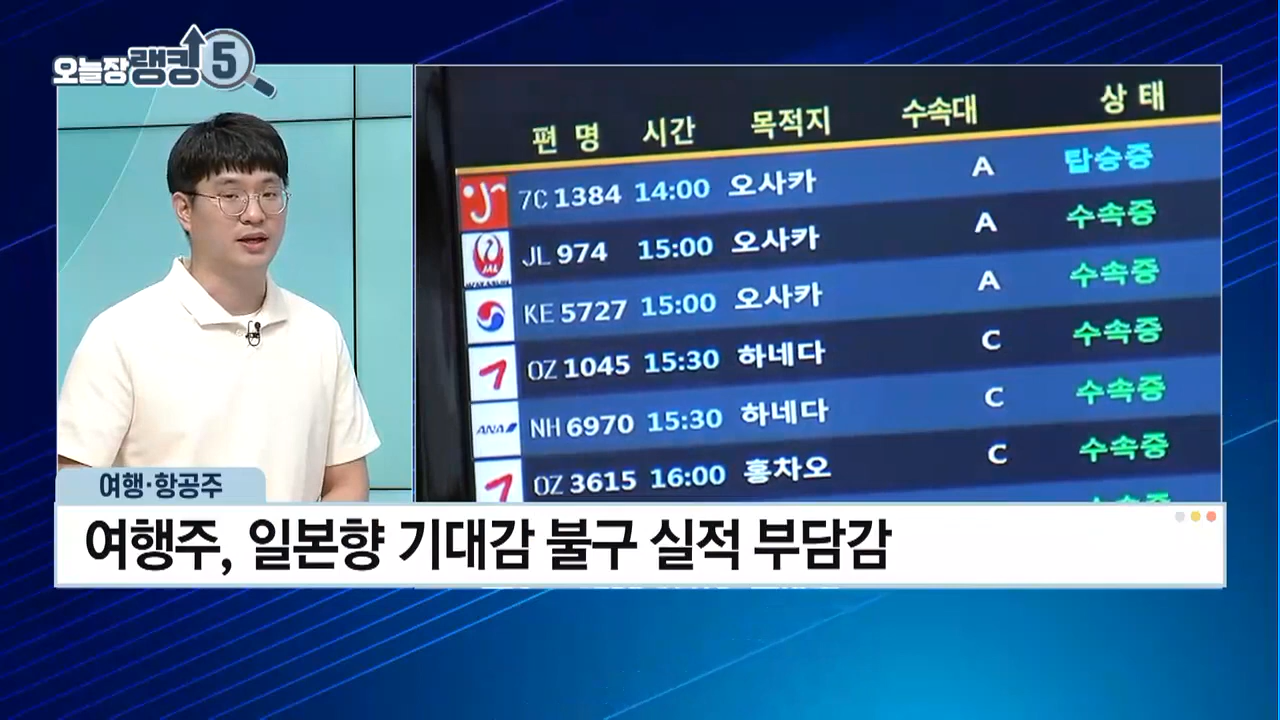 오늘장 랭킹 5
편 명 시간 목적지 수속대 상 태
7C 1384 14:00 오사카 A 탑승중
JL 974 15:00 오사카 A 수속중
KE 5727 15:00 오사카 A 수속중
OZ 1045 15:30 하네다 C 수속중
ANA NH 6970 15:30 하네다 C 수속중
OZ 3615 16:00 홍차오 C 수속중
여행·항공주
여행주, 일본향 기대감 불구 실적 부담감